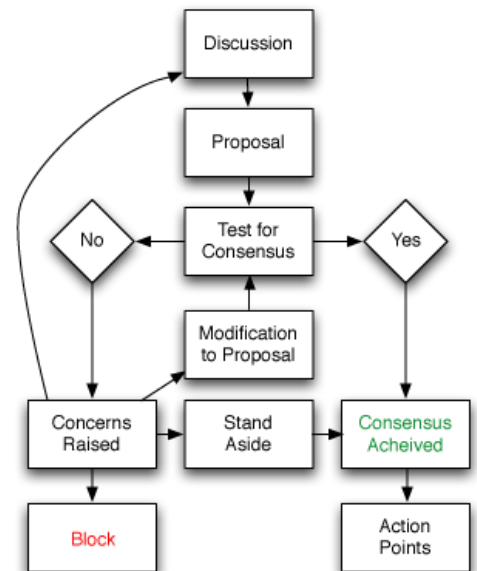 Discussion
Proposal
No
Test for
Consensus
Yes
Modification
to Proposal
Concerns
Raised
Stand
Aside
Consensus
Acheived
Block
Action
Points